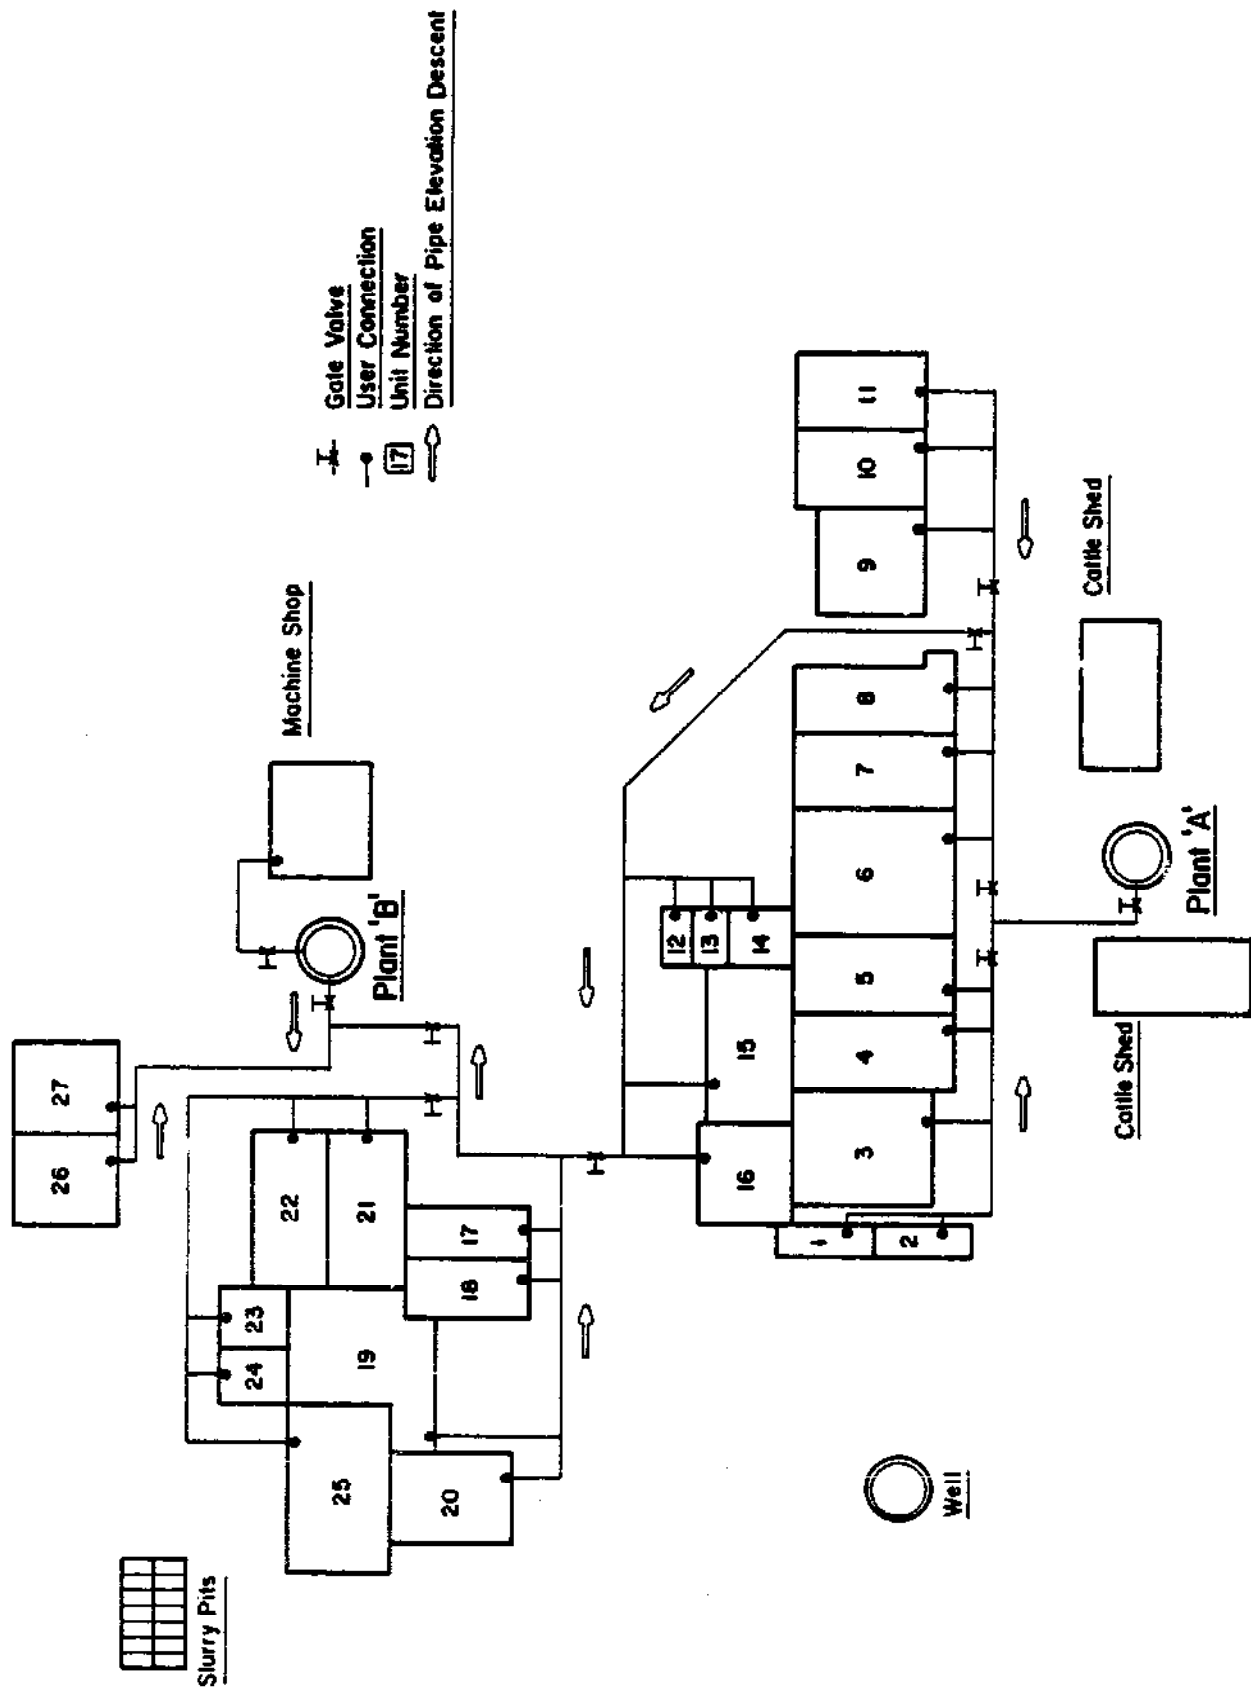 Slurry Pits
26
27
Machine Shop
Gate Valve
User Connection
17
Unit Number
Direction of Pipe Elevation Descent
Plant 'B'
25
24
23
22
21
20
19
18
17
16
15
12
13
14
1
2
3
4
5
6
7
8
9
10
11
Well
Cattle Shed
Plant 'A'
Cattle Shed